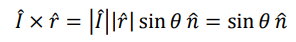 Î × r̂ = |Î||r̂| sin θ n̂ = sin θ n̂